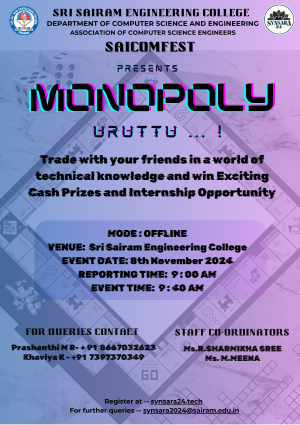 SRI SAIRAM ENGINEERING COLLEGE
DEPARTMENT OF COMPUTER SCIENCE AND ENGINEERING
ASSOCIATION OF COMPUTER SCIENCE ENGINEERS
SYNSARA
SAICOMFEST
PRESENTS
MONOPOLY
URUTTU ... !
Trade with your friends in a world of
technical knowledge and win Exciting
Cash Prizes and Internship Opportunity
MODE : OFFLINE
VENUE: Sri Sairam Engineering College
EVENT DATE: 8th November 2024
REPORTING TIME: 9 : 00 AM
EVENT TIME: 9 : 40 AM
FOR QUERIES CONTACT
Prashanthi M R- + 91 8667032623
Khaviya K - +91 7397370349
STAFF CO-ORDINATORS
Ms.R.SHARMIKHA SREE
Ms. M.MEENA
GO
Register at -- synsara24.tech
For further queries -- synsara2024@sairam.edu.in